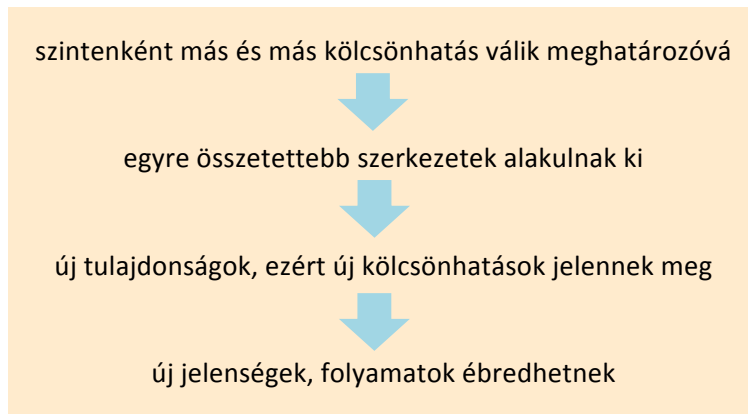 szintenként más és más kölcsönhatás válik meghatározóvá
egyre összetettebb szerkezetek alakulnak ki
új tulajdonságok, ezért új kölcsönhatások jelennek meg
új jelenségek, folyamatok ébredhetnek